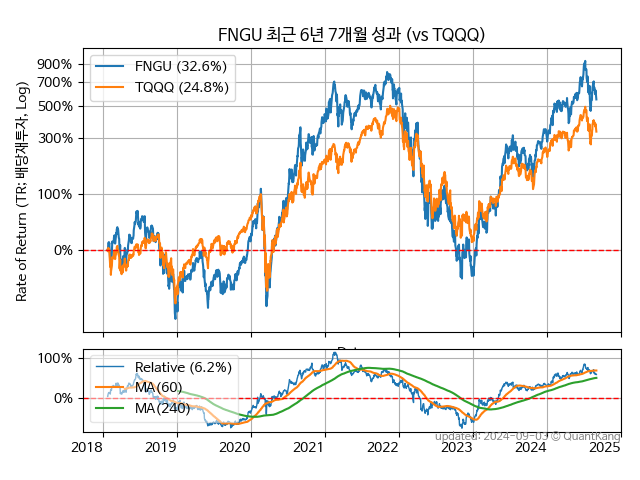 FNGU 최근 6년 7개월 성과 (vs TQQQ)
Rate of Return (TR: 배당재투자, Log)
900%
700%
500%
300%
100%
0%
FNGU (32.6%)
TQQQ (24.8%)
100%
0%
Relative (6.2%)
MA(60)
MA(240)
updated: 2024-09-03 © QuantKang
2018 2019 2020 2021 2022 2023 2024 2025